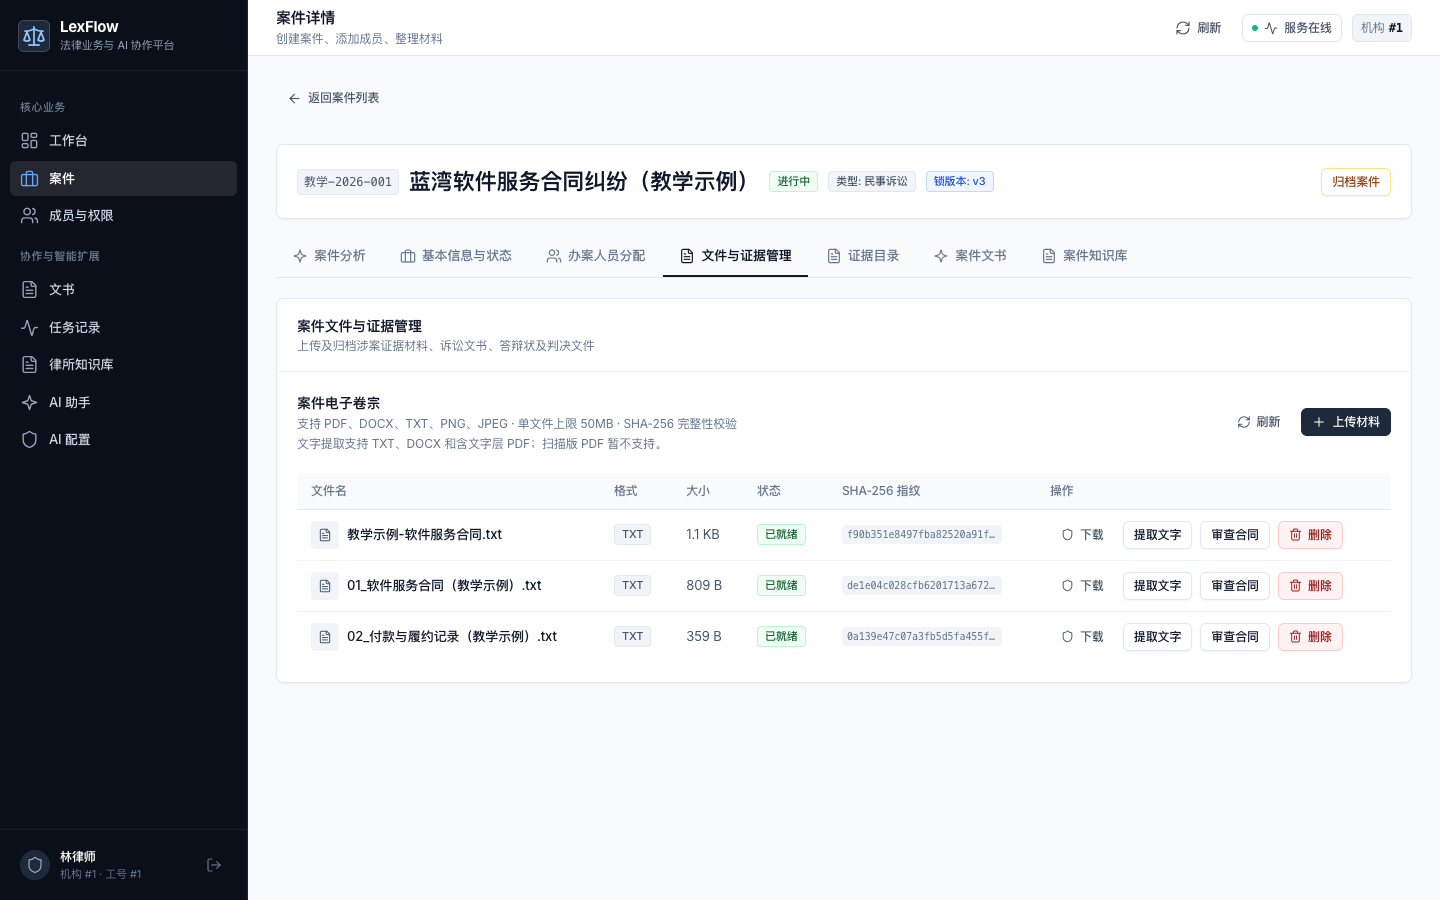 LexFlow
法律业务与 AI 协作平台
核心业务
工作台
案件
成员与权限
协作与智能扩展
文书
任务记录
律所知识库
AI 助手
AI 配置
林律师
机构 #1 · 工号 #1
案件详情
创建案件、添加成员、整理材料
刷新
服务在线
机构 #1
返回案件列表
教学-2026-001 蓝湾软件服务合同纠纷（教学示例） 进行中 类型: 民事诉讼 锁版本: v3 归档案件
案件分析 基本信息与状态 办案人员分配 文件与证据管理 证据目录 案件文书 案件知识库
案件文件与证据管理
上传及归档涉案证据材料、诉讼文书、答辩状及判决文件
案件电子卷宗
支持 PDF、DOCX、TXT、PNG、JPEG · 单文件上限 50MB · SHA-256 完整性校验
文字提取支持 TXT、DOCX 和含文字层 PDF；扫描版 PDF 暂不支持。
刷新 上传材料
文件名 格式 大小 状态 SHA-256 指纹 操作
教学示例-软件服务合同.txt TXT 1.1 KB 已就绪 f90b351e8497fba82520a91f… 下载 提取文字 审查合同 删除
01_软件服务合同（教学示例）.txt TXT 809 B 已就绪 de1e04c028cfb6201713a672… 下载 提取文字 审查合同 删除
02_付款与履约记录（教学示例）.txt TXT 359 B 已就绪 0a139e47c07a3fb5d5fa455f… 下载 提取文字 审查合同 删除